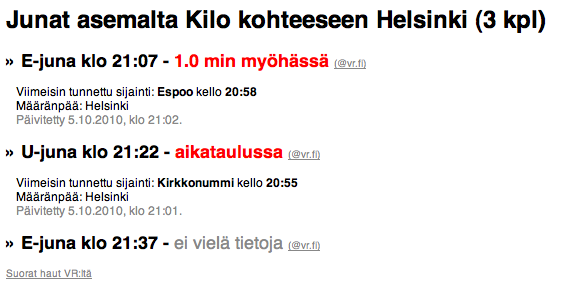 Junat asemalta Kilo kohteeseen Helsinki (3 kpl)
» E-juna klo 21:07 - 1.0 min myöhässä (@vr.fi)
Viimeisin tunnettu sijainti: Espoo kello 20:58
Määränpää: Helsinki
Päivitetty 5.10.2010, klo 21:02.
» U-juna klo 21:22 - aikataulussa (@vr.fi)
Viimeisin tunnettu sijainti: Kirkkonummi kello 20:55
Määränpää: Helsinki
Päivitetty 5.10.2010, klo 21:01.
» E-juna klo 21:37 - ei vielä tietoja (@vr.fi)
Suorat haut VR:ltä